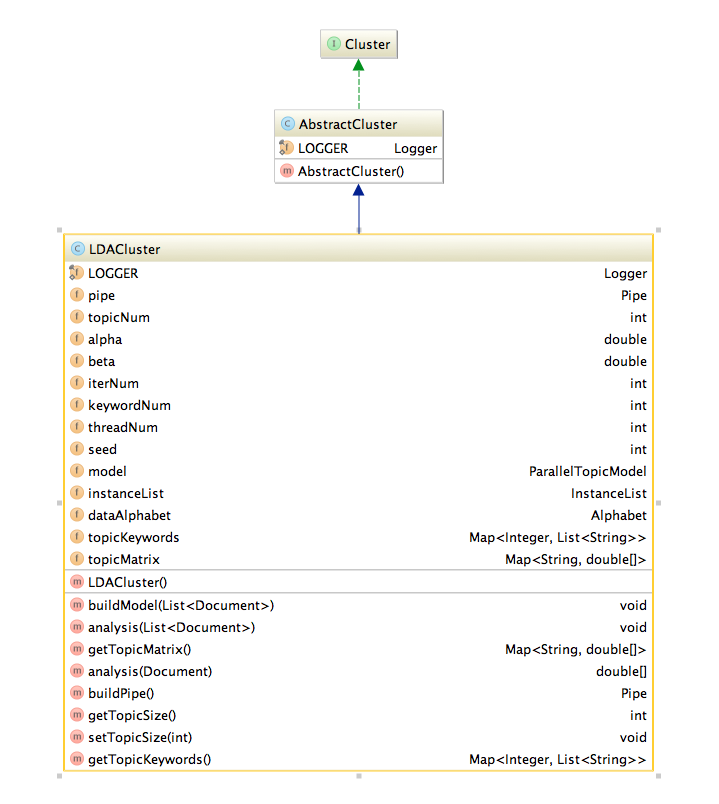 Cluster
AbstractCluster
LOGGER Logger
AbstractCluster()
LDACluster
LOGGER Logger
pipe Pipe
topicNum int
alpha double
beta double
iterNum int
keywordNum int
threadNum int
seed int
model ParallelTopicModel
instanceList InstanceList
dataAlphabet Alphabet
topicKeywords Map<Integer, List<String>>
topicMatrix Map<String, double[]>
LDACluster()
buildModel(List<Document>) void
analysis(List<Document>) void
getTopicMatrix() Map<String, double[]>
analysis(Document) double[]
buildPipe() Pipe
getTopicSize() int
setTopicSize(int) void
getTopicKeywords() Map<Integer, List<String>>